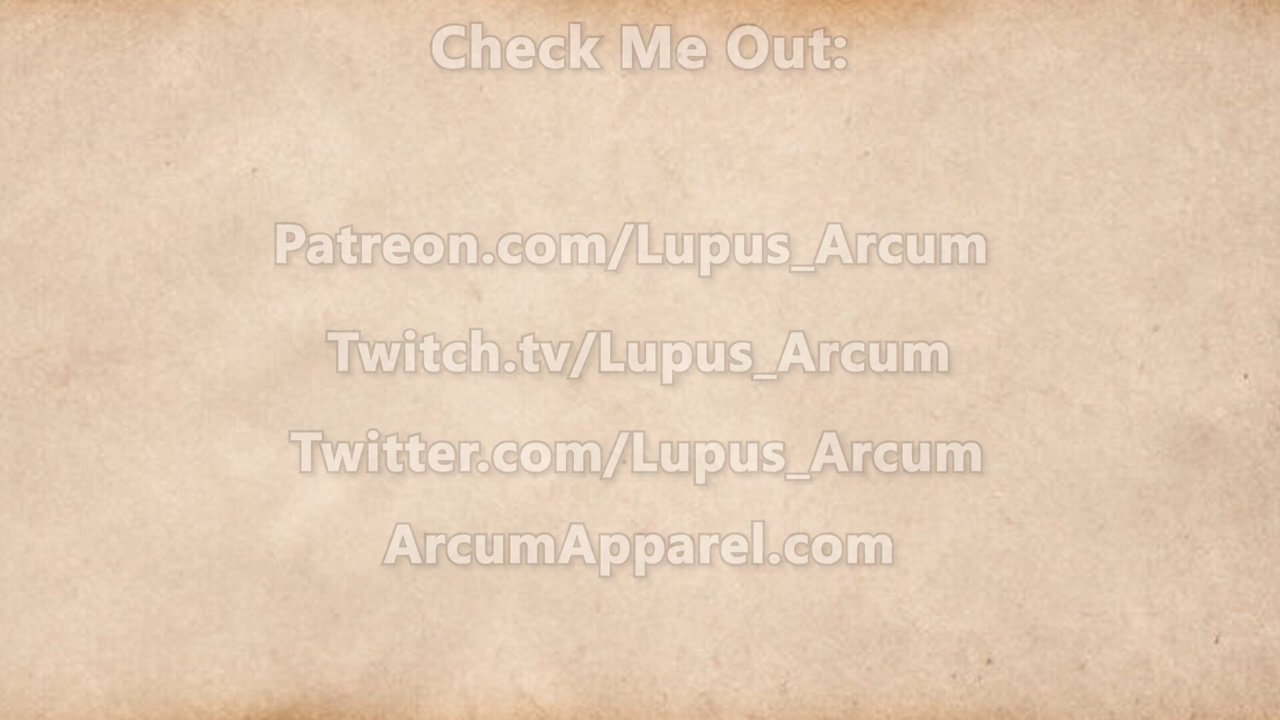 Check Me Out:
Patreon.com/Lupus_Arcum
Twitch.tv/Lupus_Arcum
Twitter.com/Lupus_Arcum
ArcumApparel.com